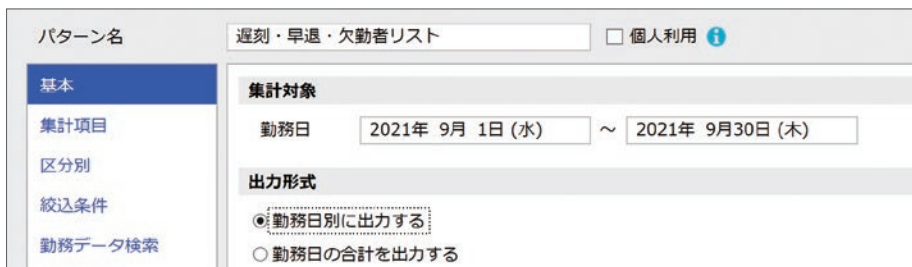 パターン名 遅刻・早退・欠勤者リスト 個人利用
基本
集計項目
区分別
絞込条件
勤務データ検索
集計対象
勤務日 2021年 9月 1日(水) ～ 2021年 9月30日(木)
出力形式
勤務日別に出力する
勤務日の合計を出力する